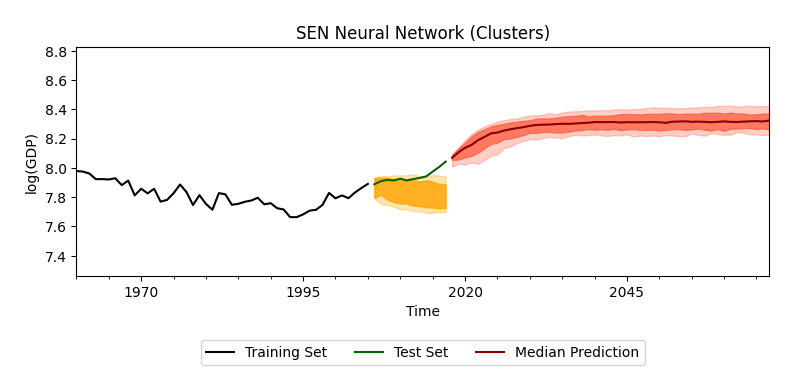 SEN Neural Network (Clusters)
log(GDP)
8.8
8.6
8.4
8.2
8.0
7.8
7.6
7.4
1970 1995 2020 2045
Time
Training Set Test Set Median Prediction